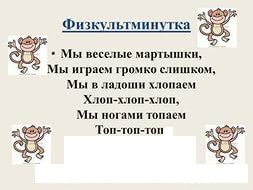 Физкультминутка
• Мы веселые мартышки,
Мы играем громко слишком,
Мы в ладоши хлопаем
Хлоп-хлоп-хлоп,
Мы ногами топаем
Топ-топ-топ